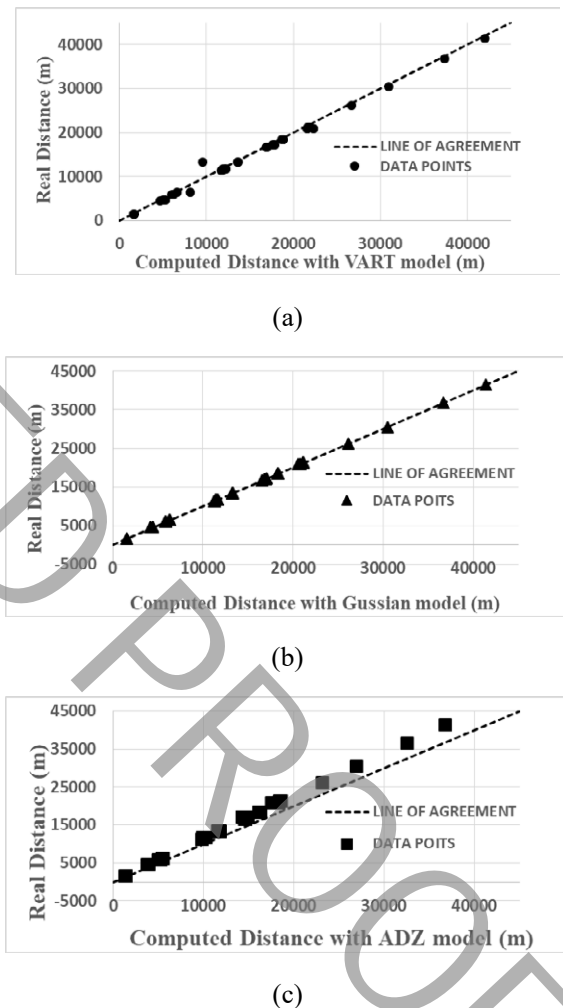 40000
30000
20000
10000
0
Real Distance (m)
LINE OF AGREEMENT
DATA POINTS
0 10000 20000 30000 40000
Computed Distance with VART model (m)
(a)
45000
35000
25000
15000
5000
-5000
Real Distance (m)
LINE OF AGREEMENT
DATA POITS
0 10000 20000 30000 40000
Computed Distance with Gussian model (m)
(b)
45000
35000
25000
15000
5000
-5000
Real Distance (m)
LINE OF AGREEMENT
DATA POITS
0 10000 20000 30000 40000
Computed Distance with ADZ model (m)
(c)
D PROOF